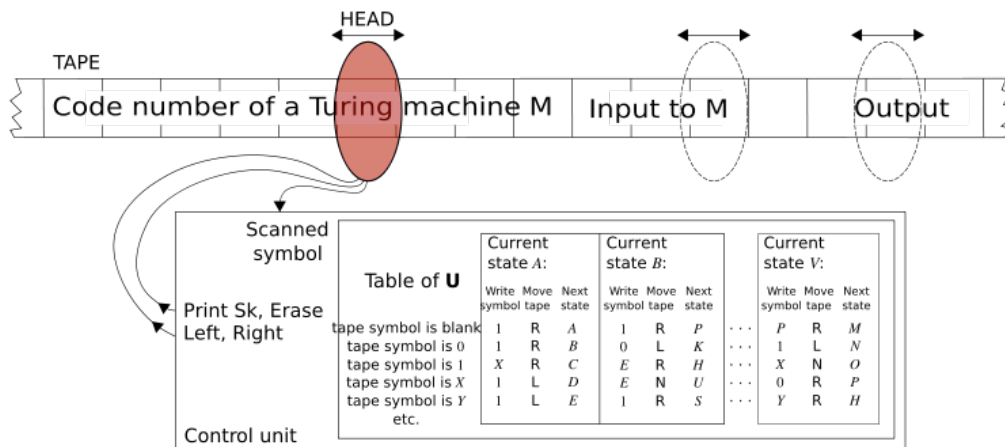 HEAD
TAPE
Code number of a Turing machine M Input to M Output
Scanned
symbol
Print Sk, Erase
Left, Right
Control unit
Table of U
Current Current Current
state A: state B: state V:
Write Move Next Write Move Next Write Move Next
symbol tape state symbol tape state symbol tape state
tape symbol is blank 1 R A 1 R P · · · P R M
tape symbol is 0 1 R B 0 L K · · · 1 L N
tape symbol is 1 X R C E R H · · · X N O
tape symbol is X 1 L D E N U · · · 0 R P
tape symbol is Y 1 L E 1 R S · · · Y R H
etc.